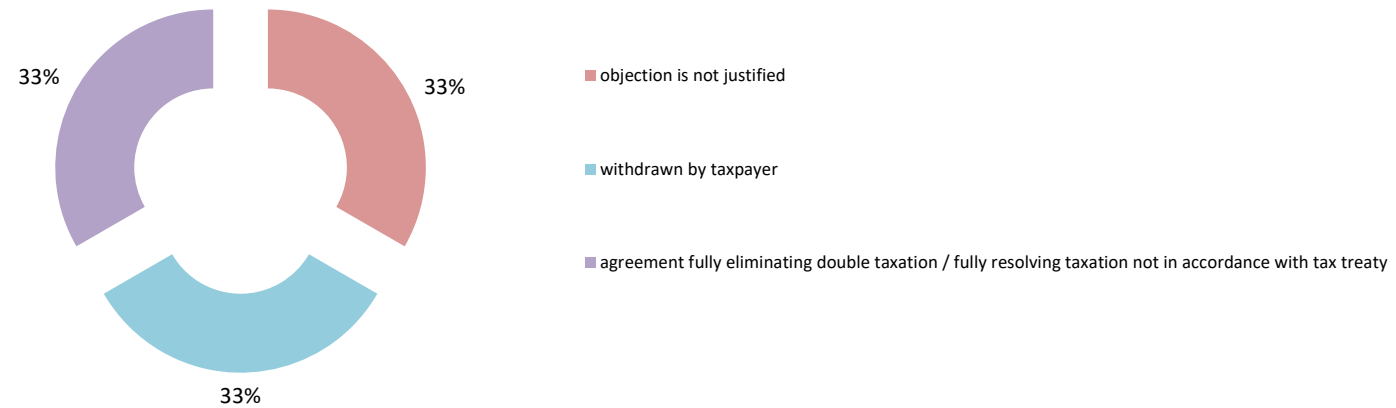 33%
33%
33%
objection is not justified
withdrawn by taxpayer
agreement fully eliminating double taxation / fully resolving taxation not in accordance with tax treaty